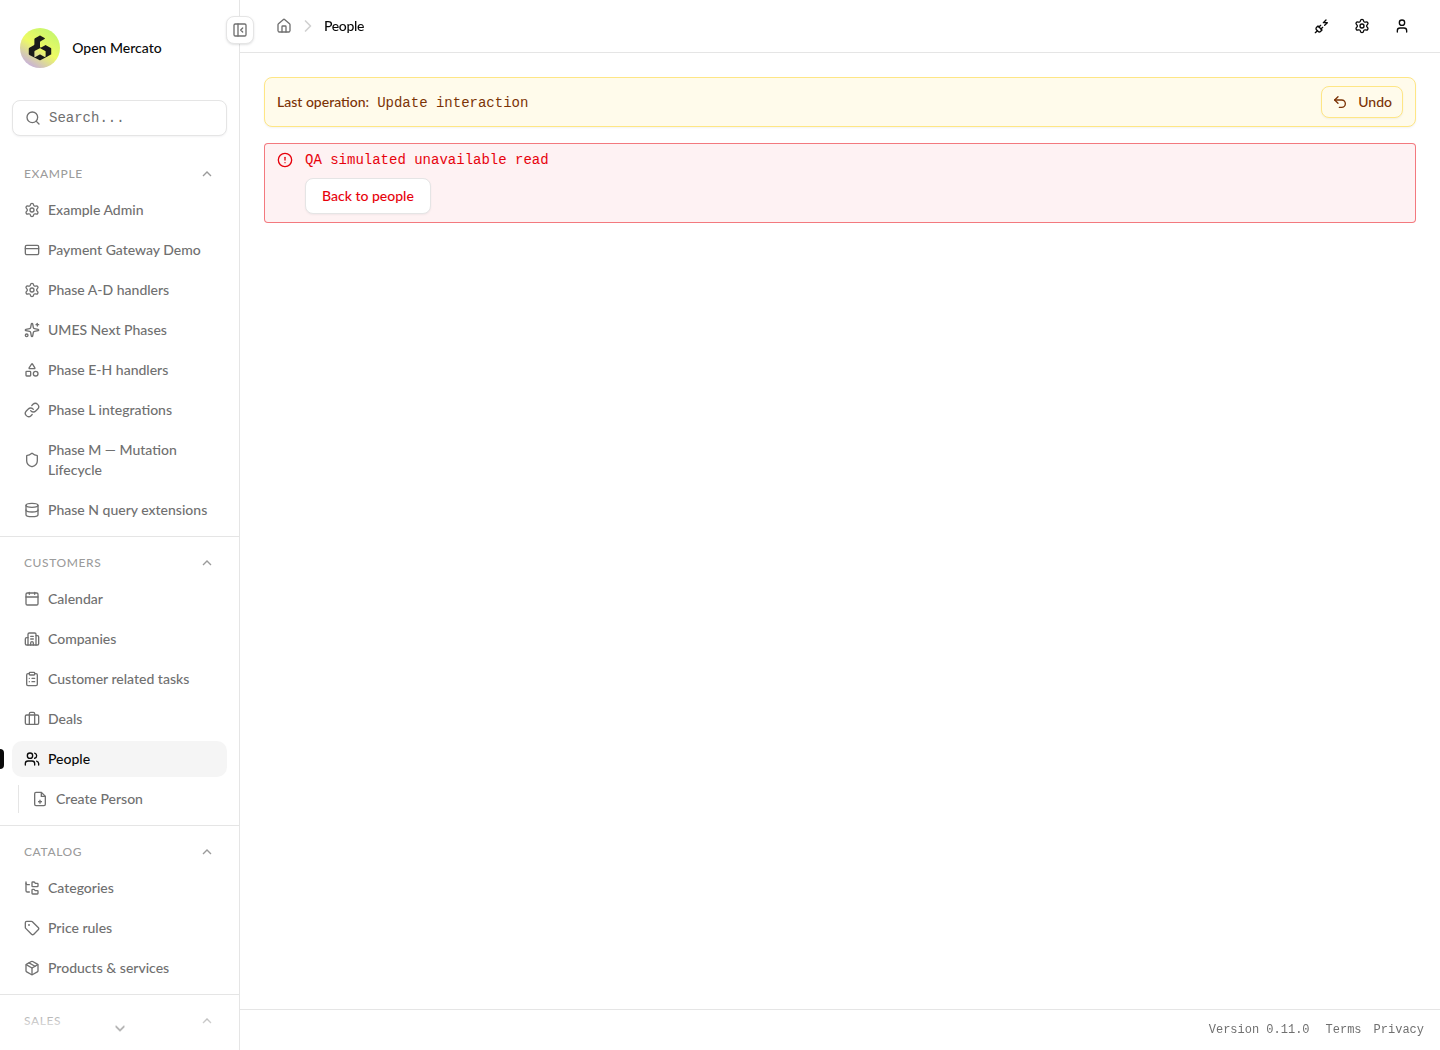 Open Mercato
People
Search...
Last operation: Update interaction
Undo
QA simulated unavailable read
Back to people
EXAMPLE
Example Admin
Payment Gateway Demo
Phase A-D handlers
UMES Next Phases
Phase E-H handlers
Phase L integrations
Phase M — Mutation
Lifecycle
Phase N query extensions
CUSTOMERS
Calendar
Companies
Customer related tasks
Deals
People
Create Person
CATALOG
Categories
Price rules
Products & services
SALES
Version 0.11.0 Terms Privacy